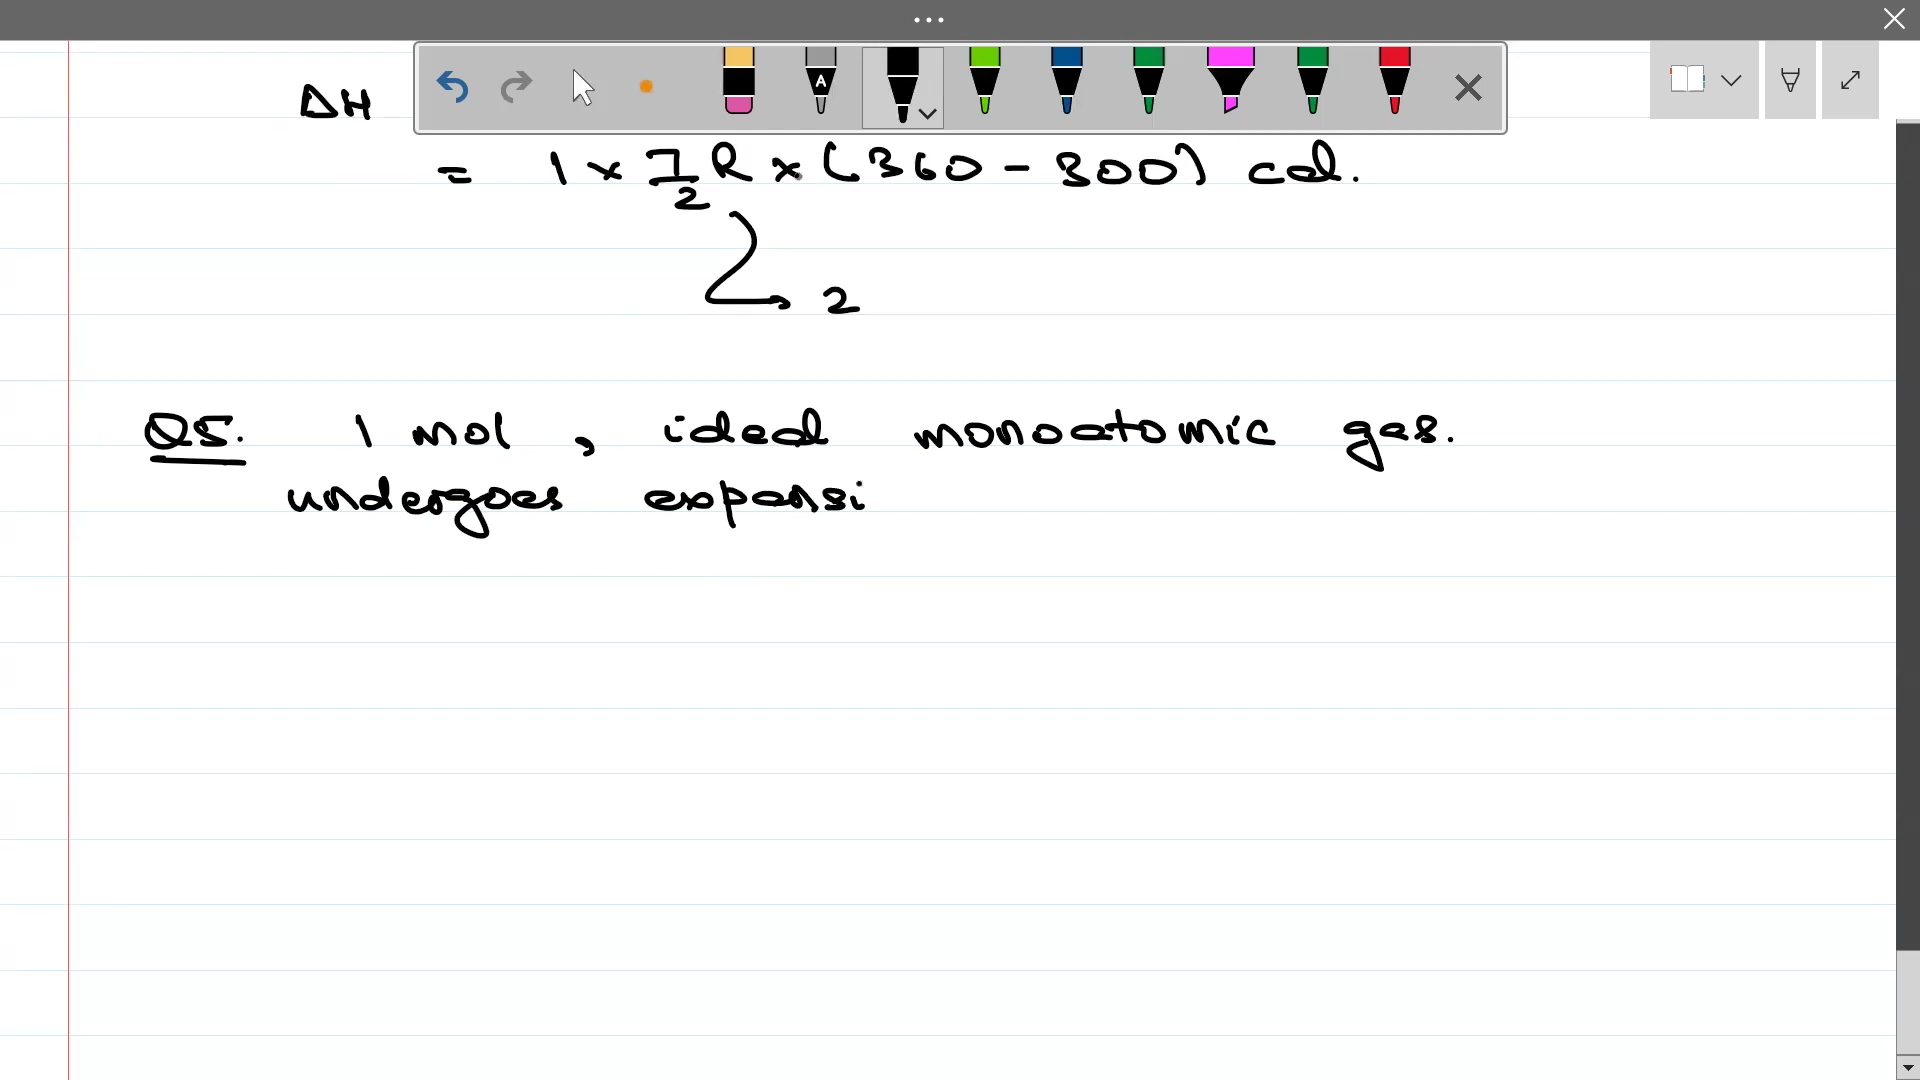 ΔH
= 1 × 7/2 R × (360 - 300) cal.
2
Q5. 1 mol, ideal monoatomic gas.
undergoes expansi